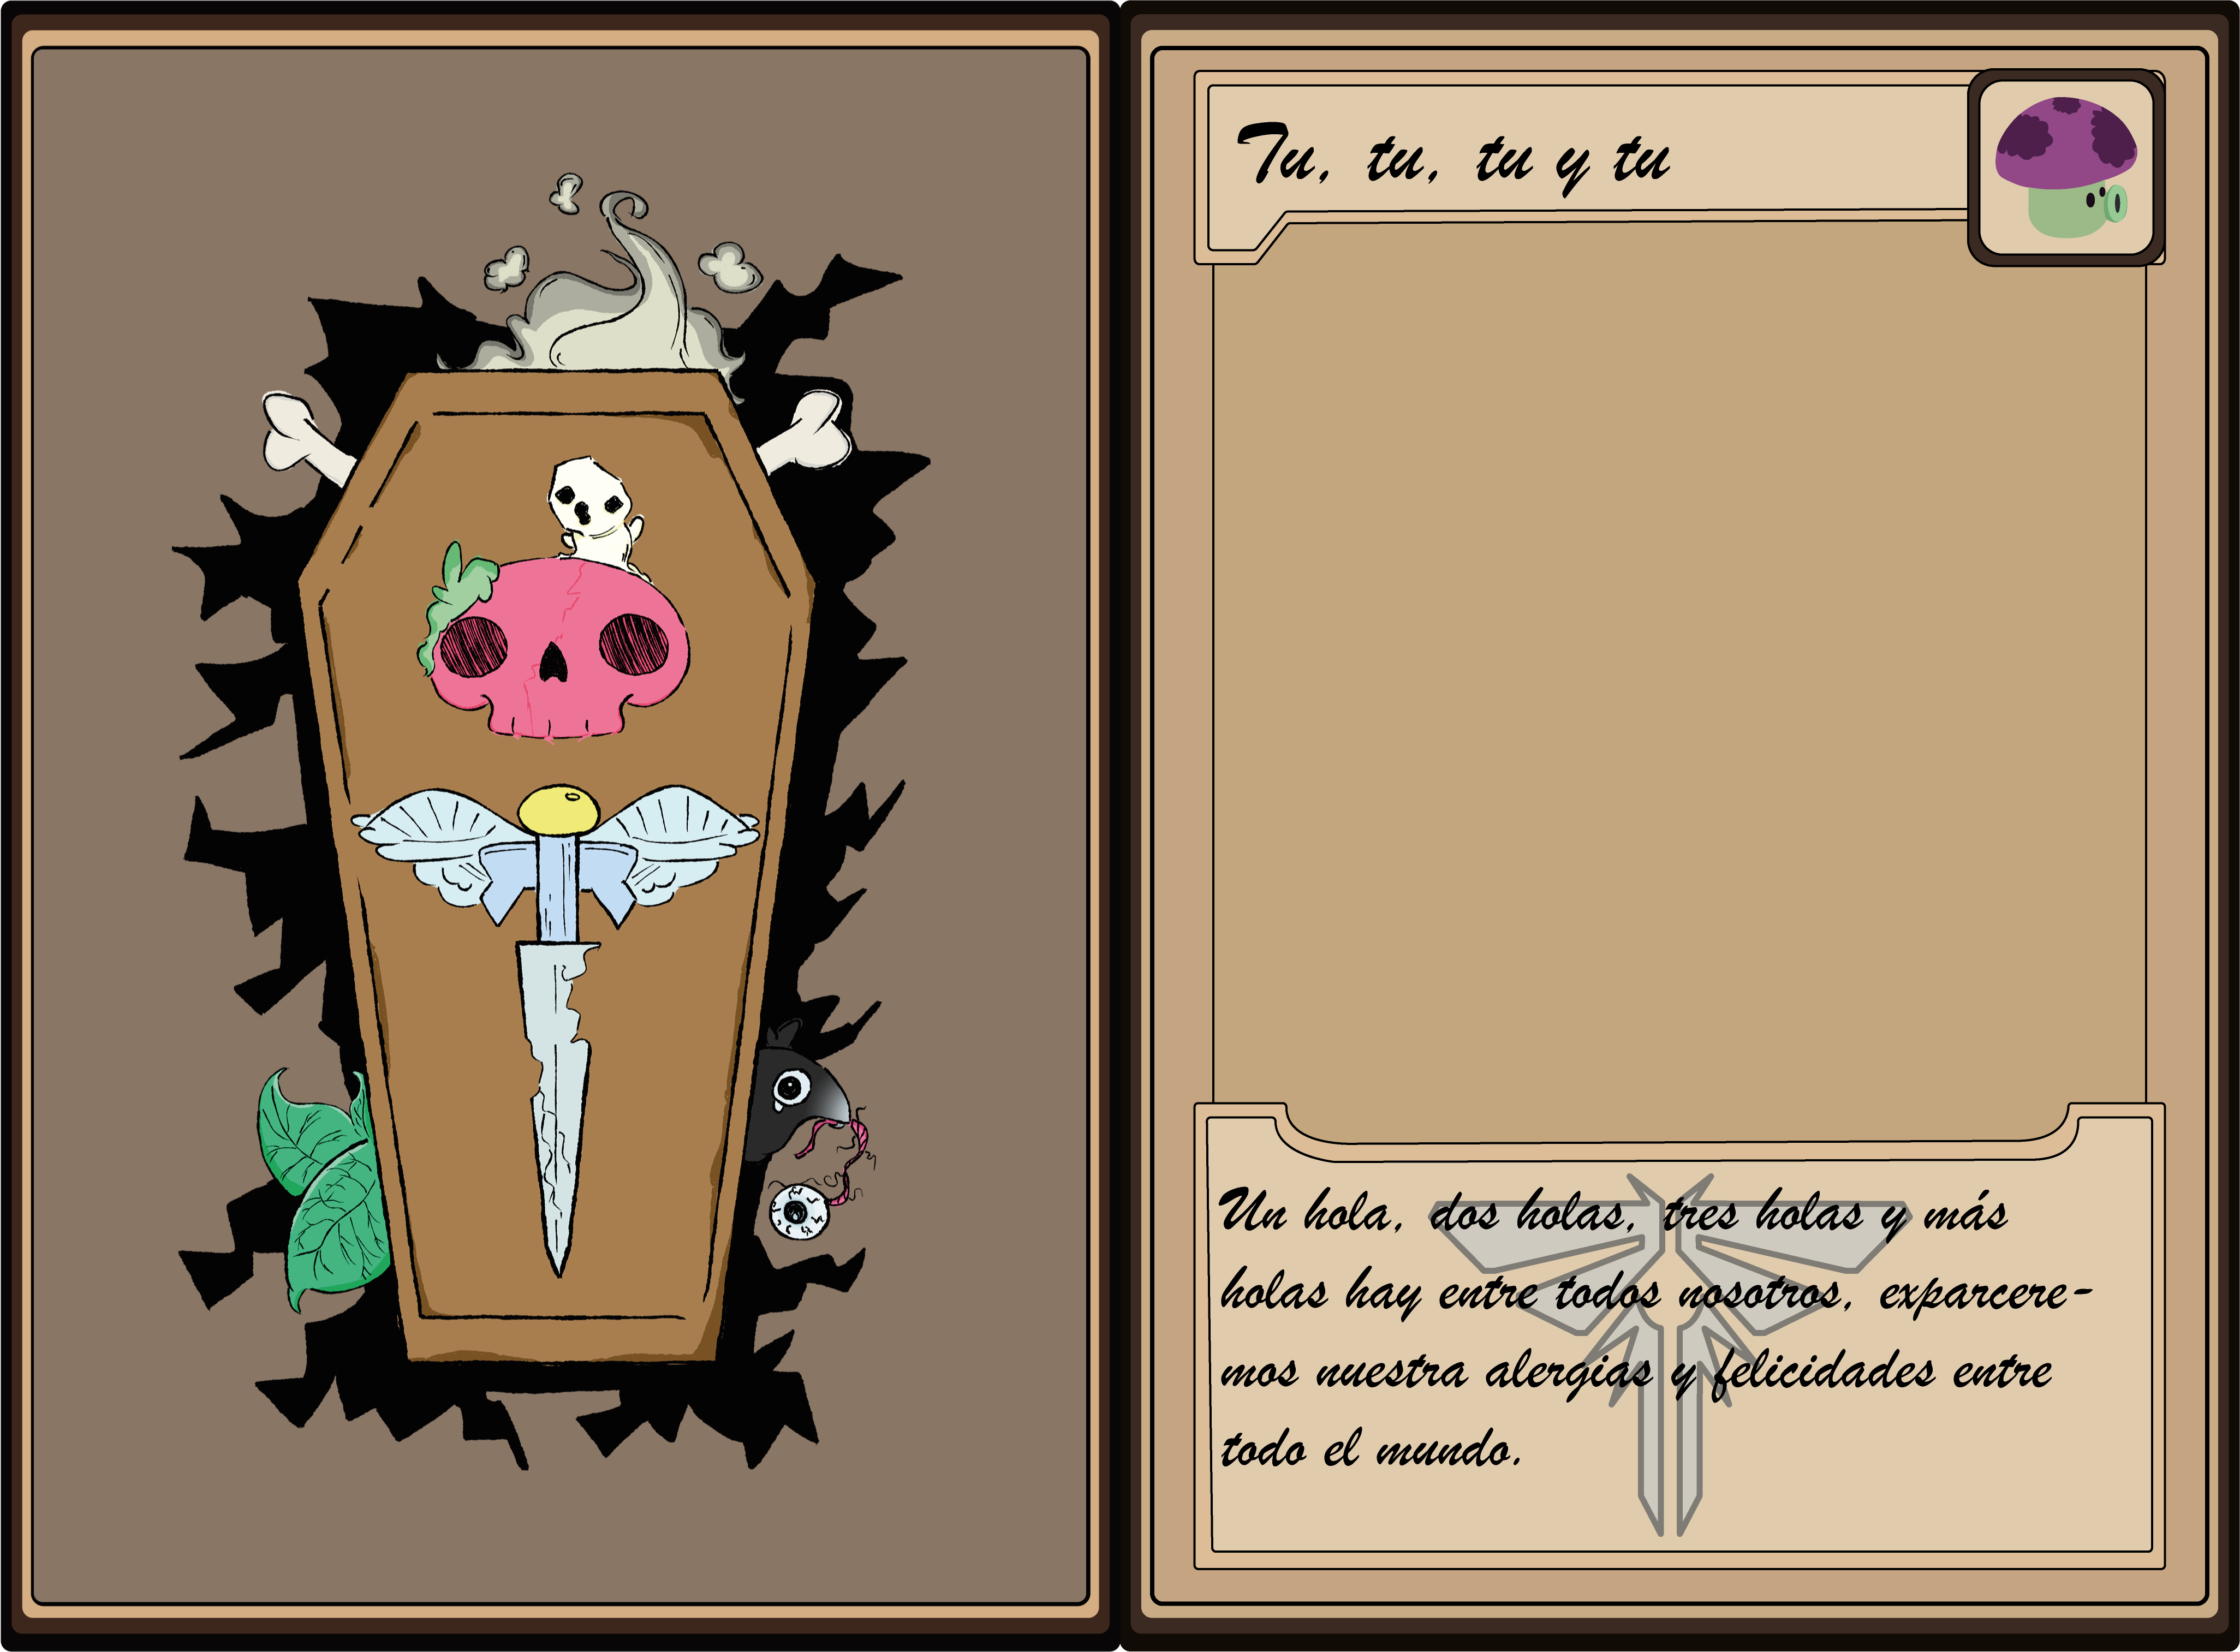 Tu, tu, tu y tu
Un hola, dos holas, tres holas y más
holas hay entre todos nosotros, exparcere-
mos nuestra alergias y felicidades entre
todo el mundo.